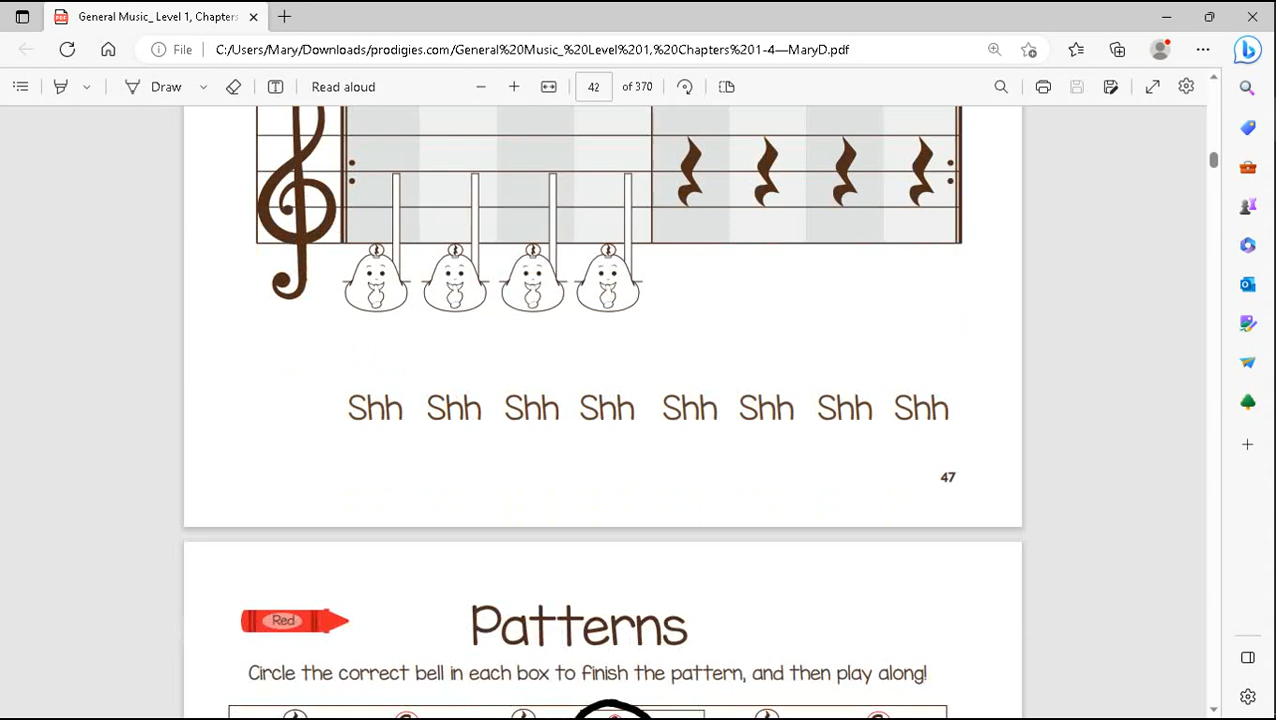 General Music_ Level 1, Chapters
File
C:/Users/Mary/Downloads/prodigies.com/General%20Music_%20Level%201,%20Chapters%201-4—MaryD.pdf
Draw
Read aloud
42 of 370
Shh Shh Shh Shh Shh Shh Shh Shh
47
Red
Patterns
Circle the correct bell in each box to finish the pattern, and then play along!